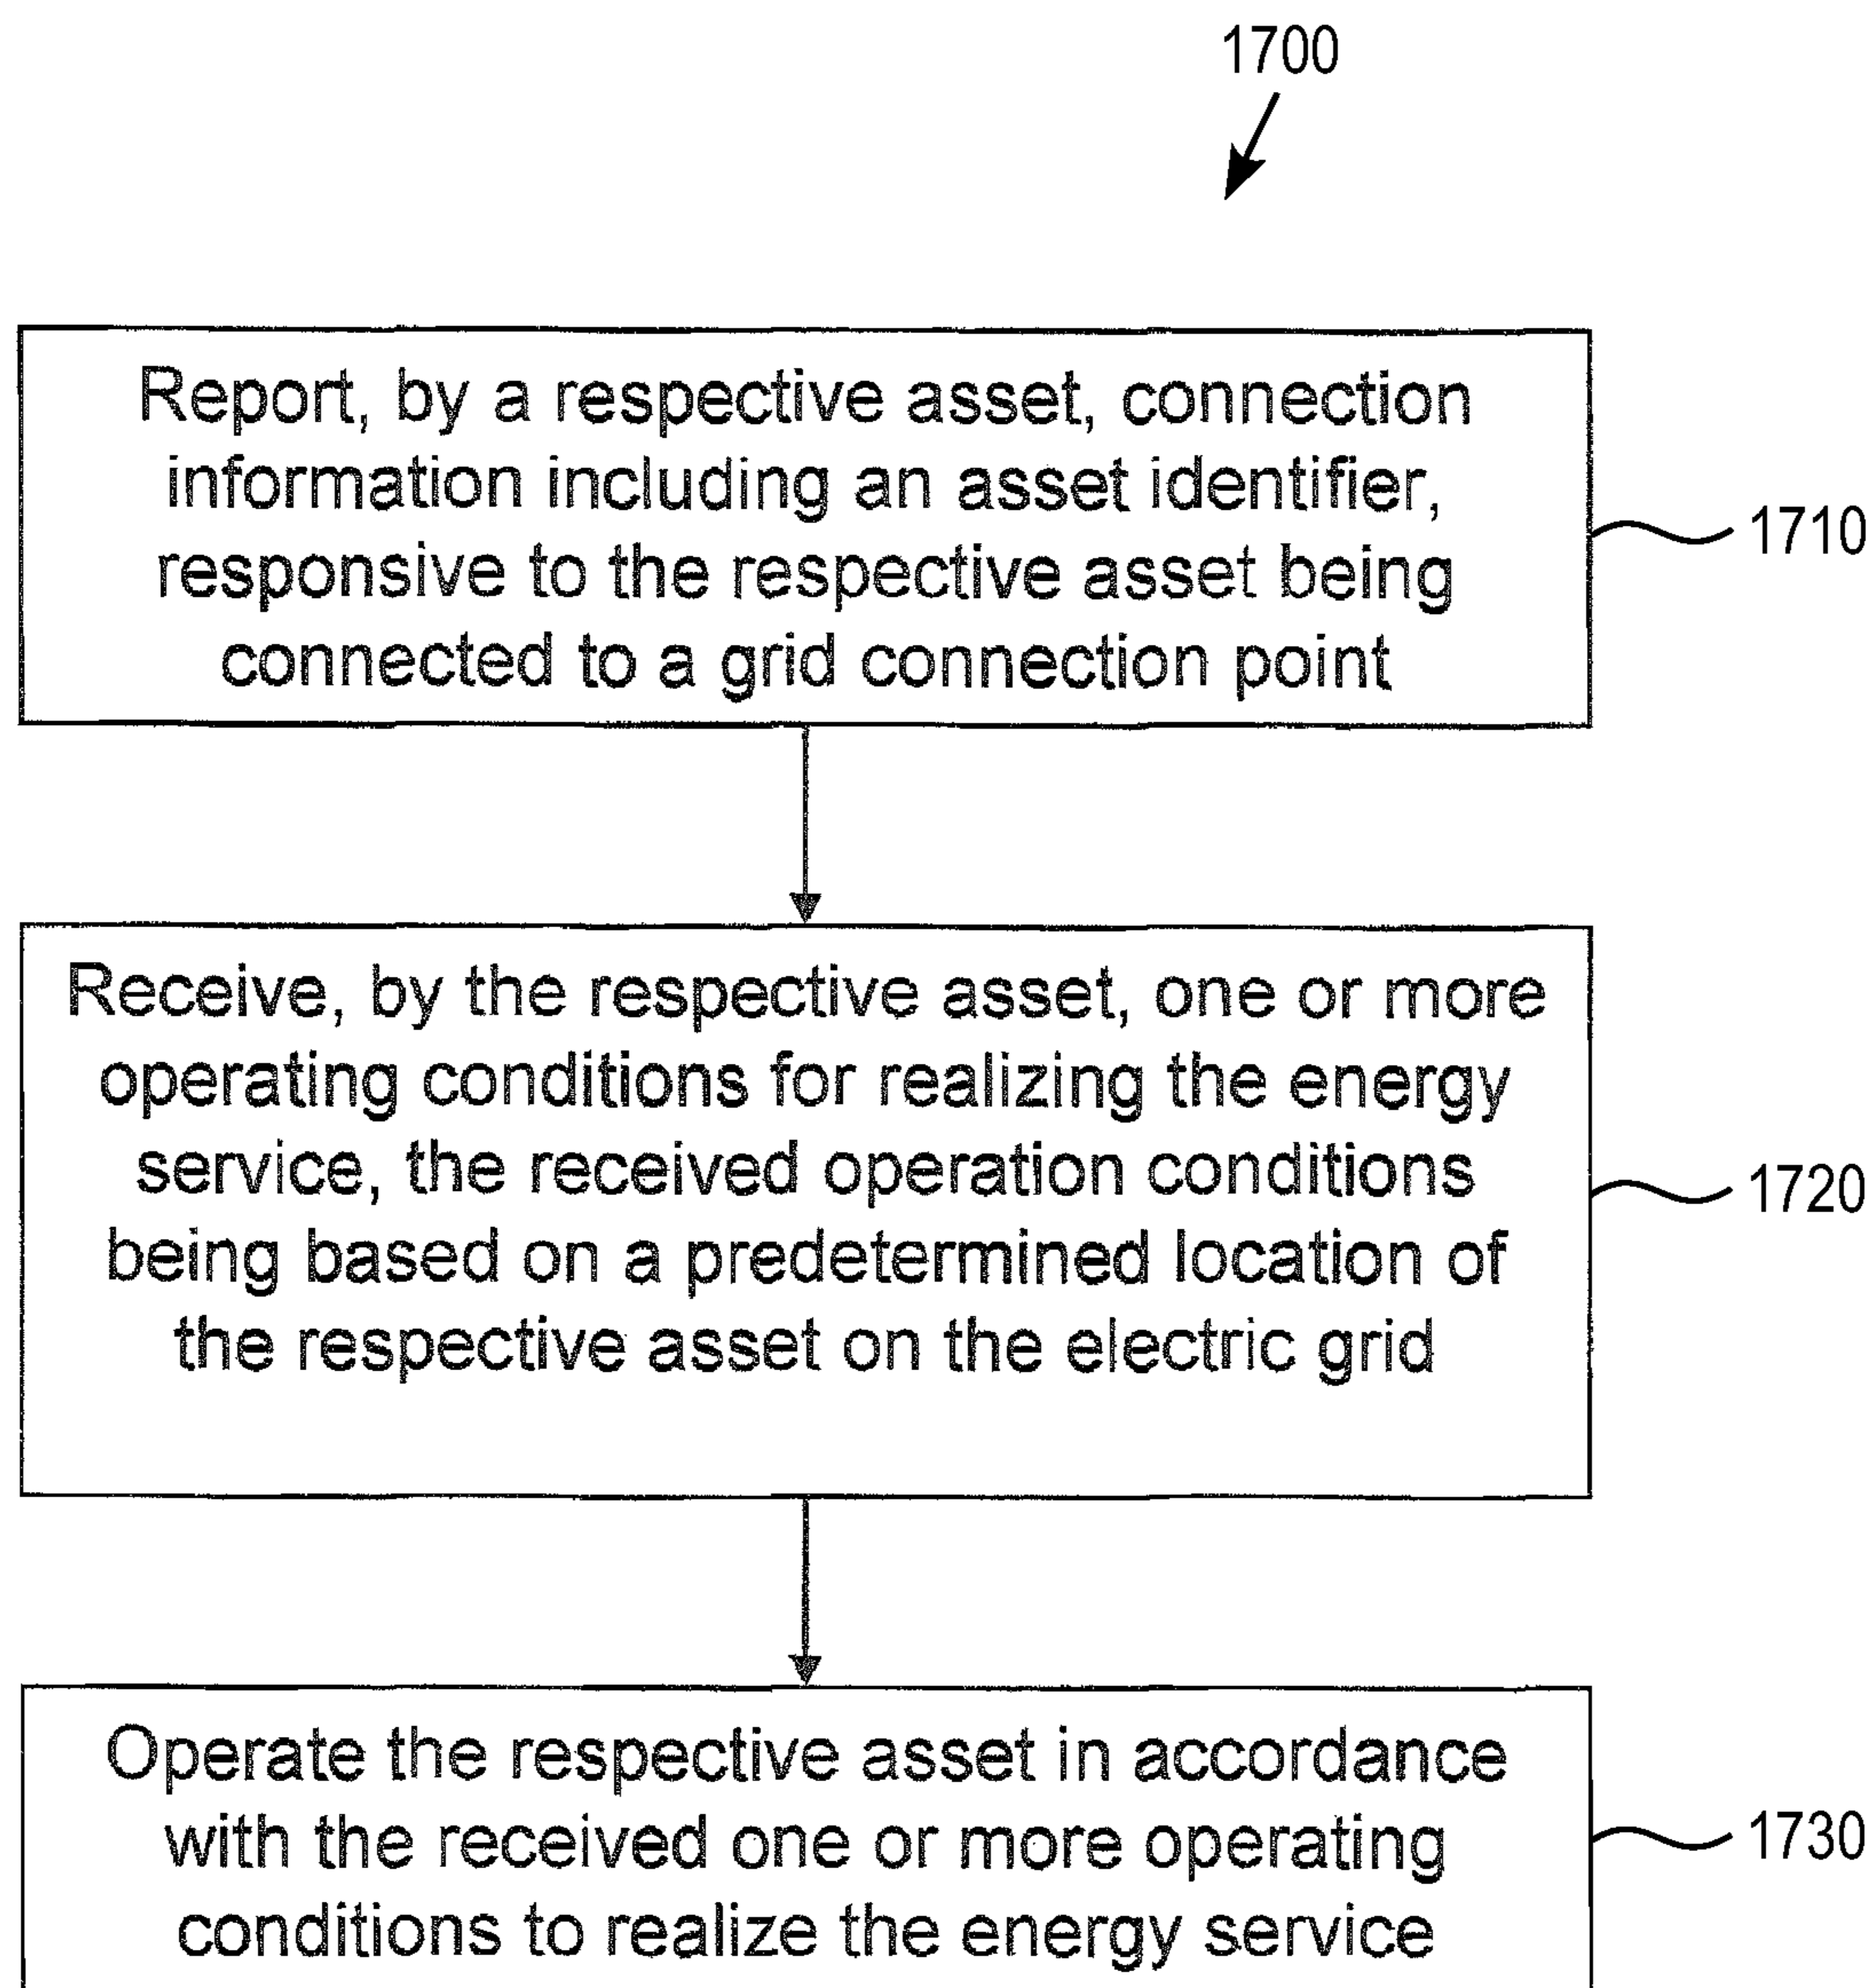 1700
Report, by a respective asset, connection
information including an asset identifier,
responsive to the respective asset being
connected to a grid connection point
1710
Receive, by the respective asset, one or more
operating conditions for realizing the energy
service, the received operation conditions
being based on a predetermined location of
the respective asset on the electric grid
1720
Operate the respective asset in accordance
with the received one or more operating
conditions to realize the energy service
1730